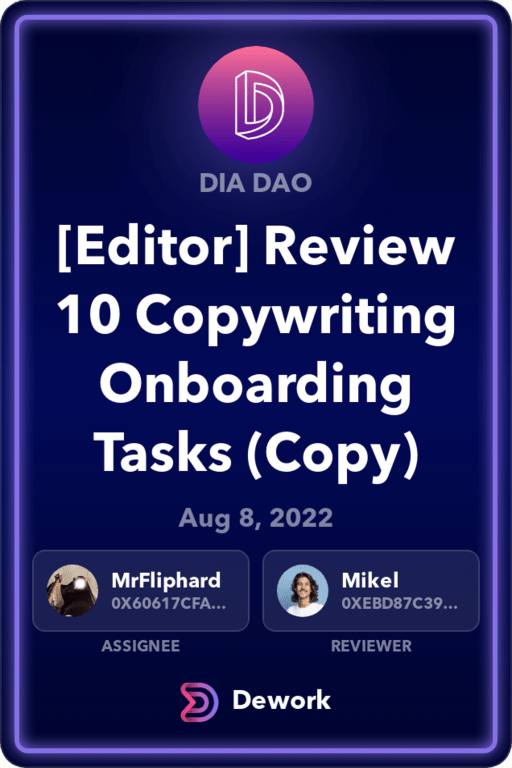 DIA DAO
[Editor] Review
10 Copywriting
Onboarding
Tasks (Copy)
Aug 8, 2022
MrFliphard
0X60617CFA...
ASSIGNEE
Mikel
0XEBD87C39...
REVIEWER
Dework